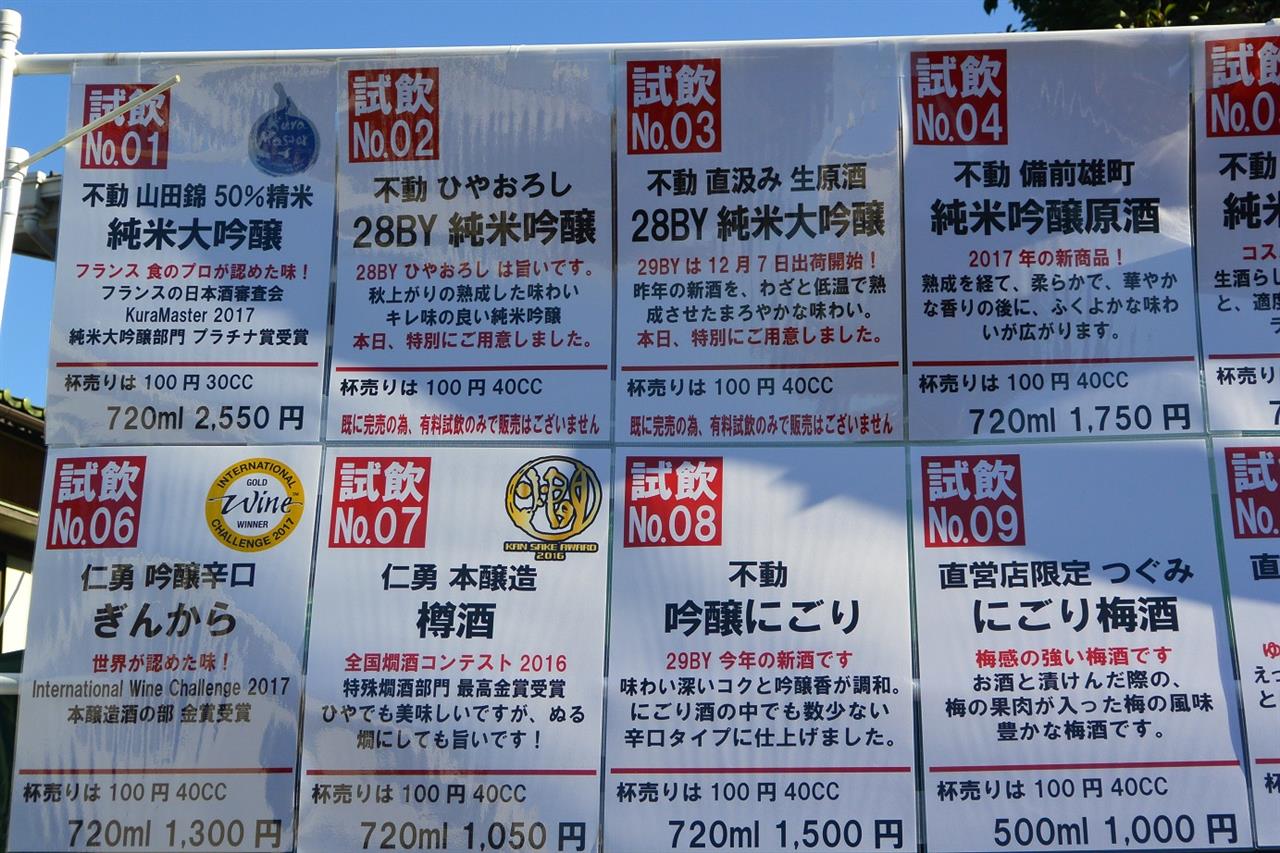 試飲
No.01
Kura
Master
不動 山田錦 50%精米
純米大吟醸
フランス 食のプロが認めた味！
フランスの日本酒審査会
KuraMaster 2017
純米大吟醸部門 プラチナ賞受賞
杯売りは 100 円 30CC
720ml 2,550 円
試飲
No.02
不動 ひやおろし
28BY 純米吟醸
28BY ひやおろし は旨いです。
秋上がりの熟成した味わい
キレ味の良い純米吟醸
本日、特別にご用意しました。
杯売りは 100 円 40CC
既に完売の為、有料試飲のみで販売はございません
試飲
No.03
不動 直汲み 生原酒
28BY 純米大吟醸
29BY は 12 月 7 日出荷開始！
昨年の新酒を、わざと低温で熟
成させたまろやかな味わい。
本日、特別にご用意しました。
杯売りは 100 円 40CC
既に完売の為、有料試飲のみで販売はございません
試飲
No.04
不動 備前雄町
純米吟醸原酒
2017 年の新商品！
熟成を経て、柔らかで、華やか
な香りの後に、ふくよかな味わ
いが広がります。
杯売りは 100 円 40CC
720ml 1,750 円
試飲
不動
純米
コス
生酒らし
と、適度
杯売りは
720
試飲
No.06
INTERNATIONAL
GOLD
Wine
WINNER
CHALLENGE 2017
仁勇 吟醸辛口
ぎんから
世界が認めた味！
International Wine Challenge 2017
本醸造酒の部 金賞受賞
杯売りは 100 円 40CC
720ml 1,300 円
試飲
No.07
KAN SAKE AWARD
2016
仁勇 本醸造
樽酒
全国燗酒コンテスト 2016
特殊燗酒部門 最高金賞受賞
ひやでも美味しいですが、ぬる
燗にしても旨いです！
杯売りは 100 円 40CC
720ml 1,050 円
試飲
No.08
不動
吟醸にごり
29BY 今年の新酒です
味わい深いコクと吟醸香が調和。
にごり酒の中でも数少ない
辛口タイプに仕上げました。
杯売りは 100 円 40CC
720ml 1,500 円
試飲
No.09
直営店限定 つぐみ
にごり梅酒
梅感の強い梅酒です
お酒と漬けんだ際の、
梅の果肉が入った梅の風味
豊かな梅酒です。
杯売りは 100 円 40CC
500ml 1,000 円
試飲
直
ゆ
えつ
と
杯